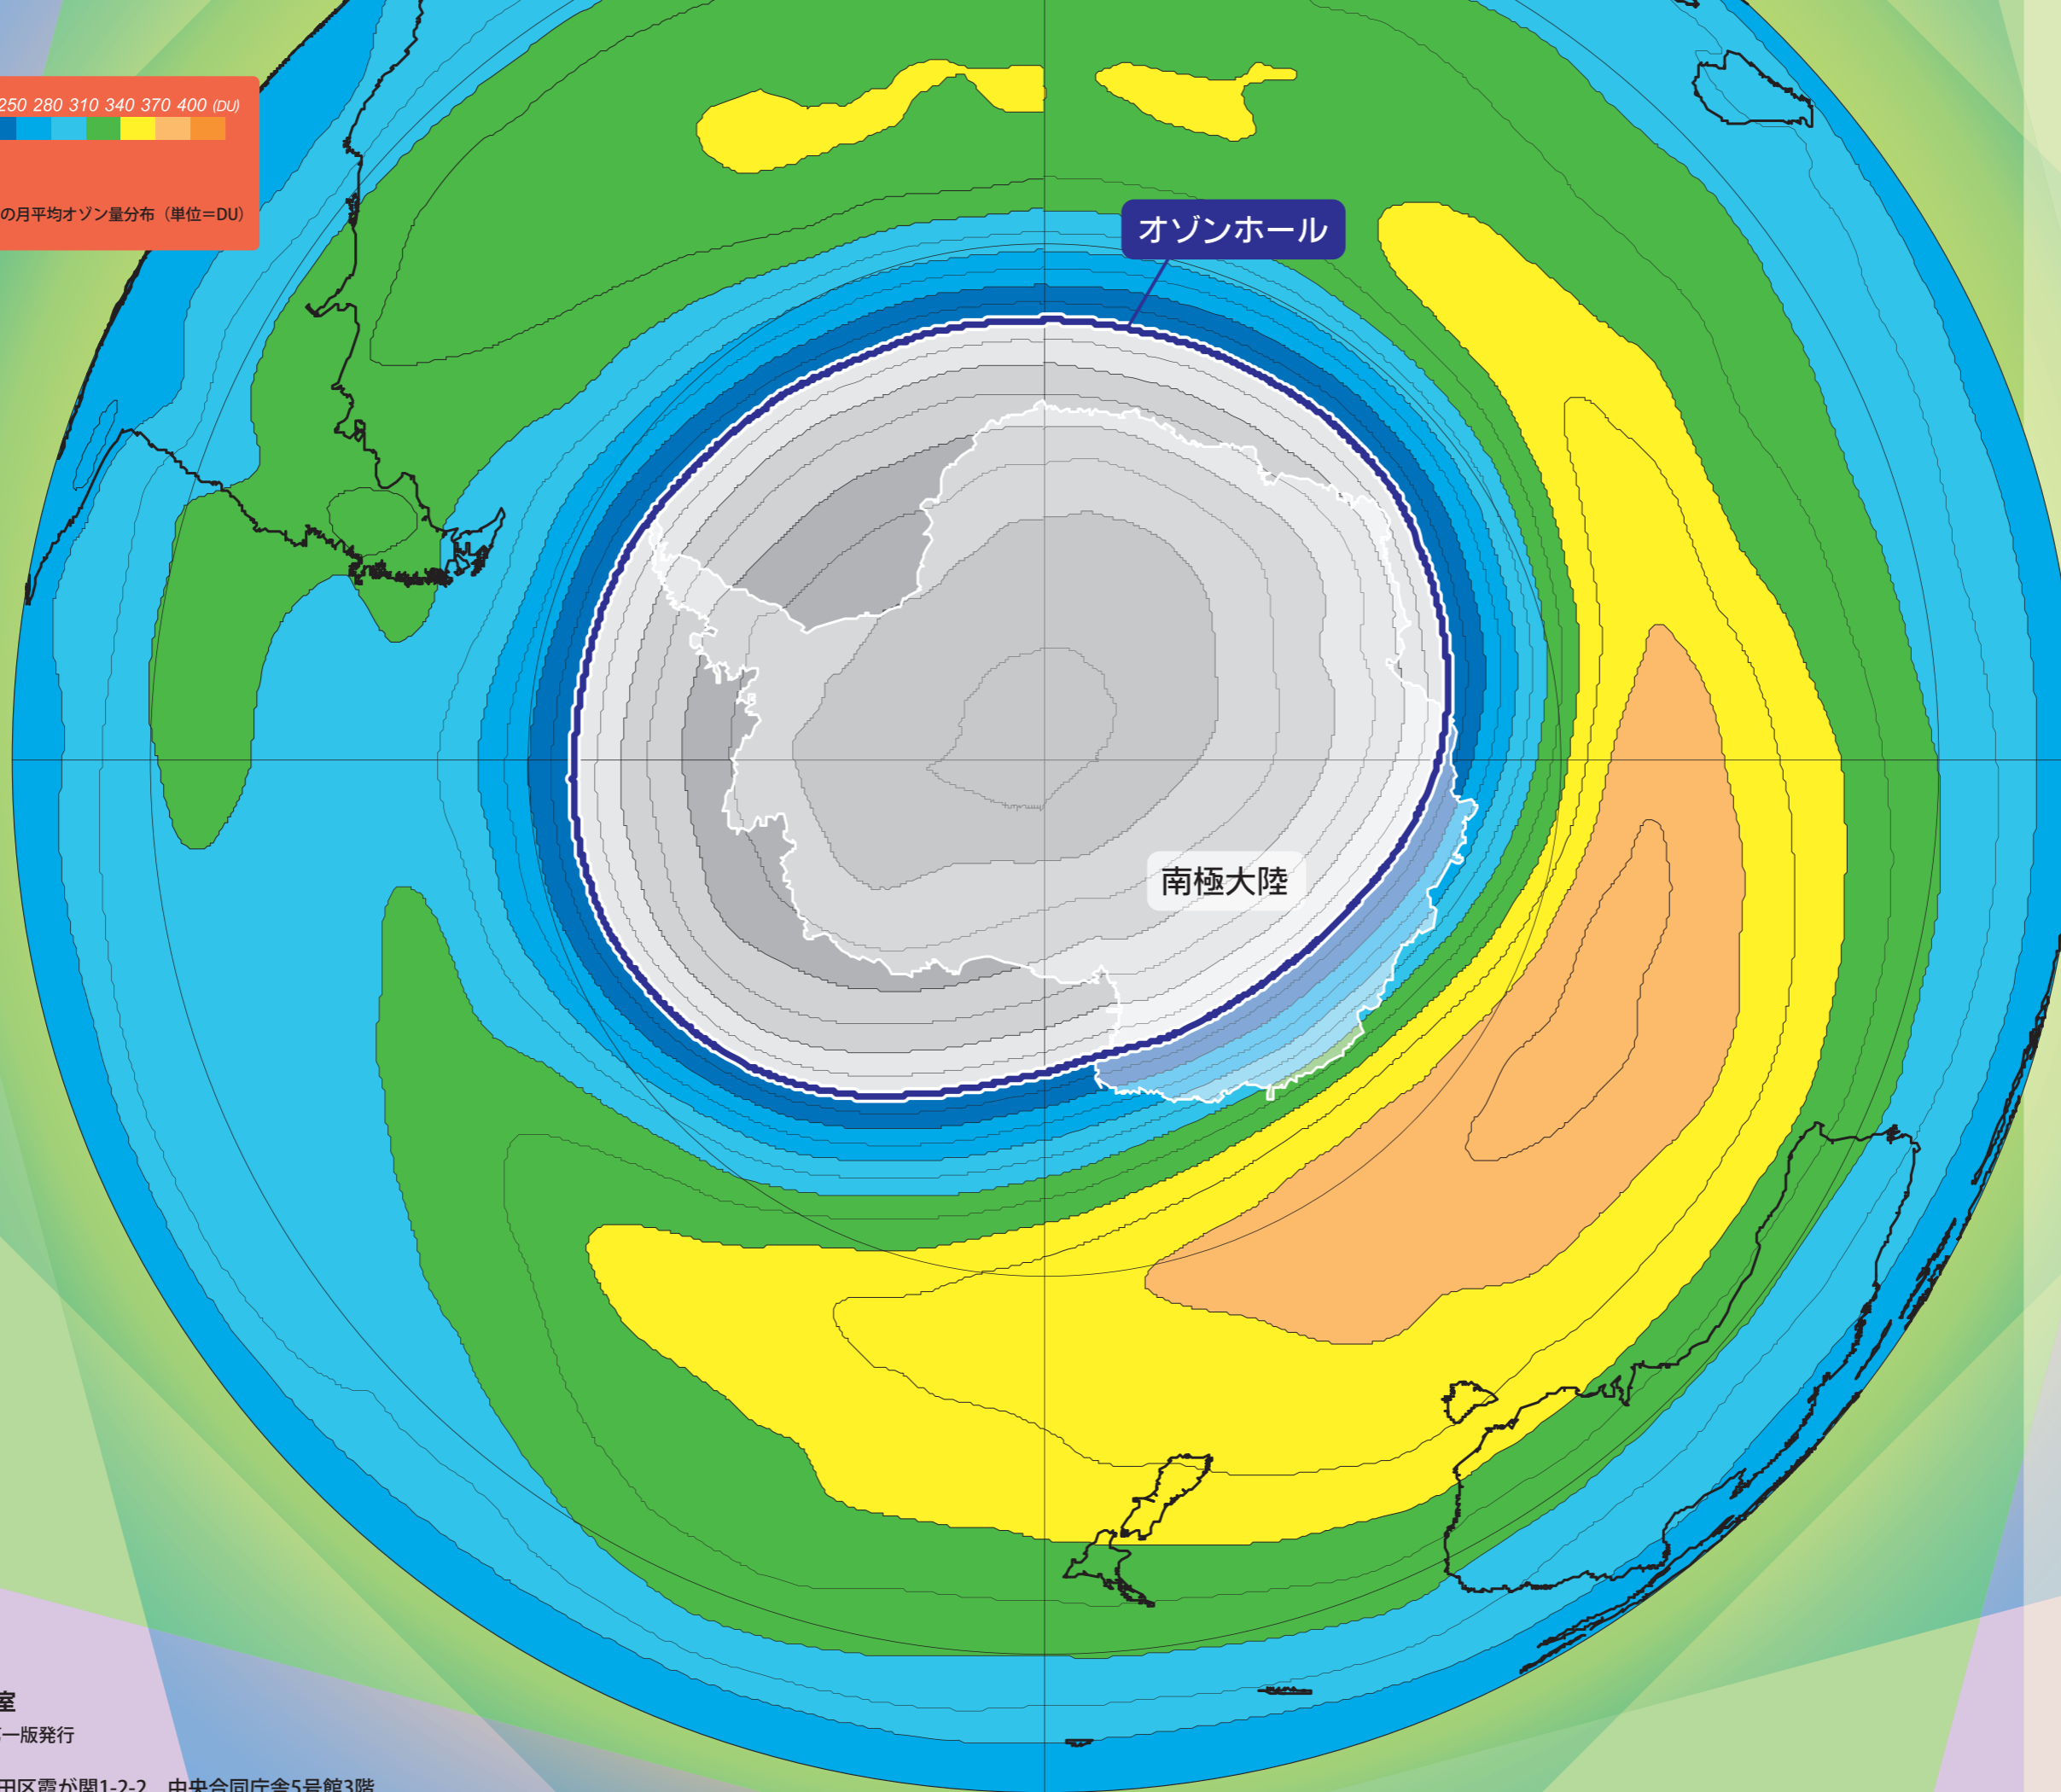 250 280 310 340 370 400 (DU)
の月平均オゾン量分布（単位＝DU）
オゾンホール
南極大陸
室
一版発行
田区霞が関1-2-2 中央合同庁舎5号館3階